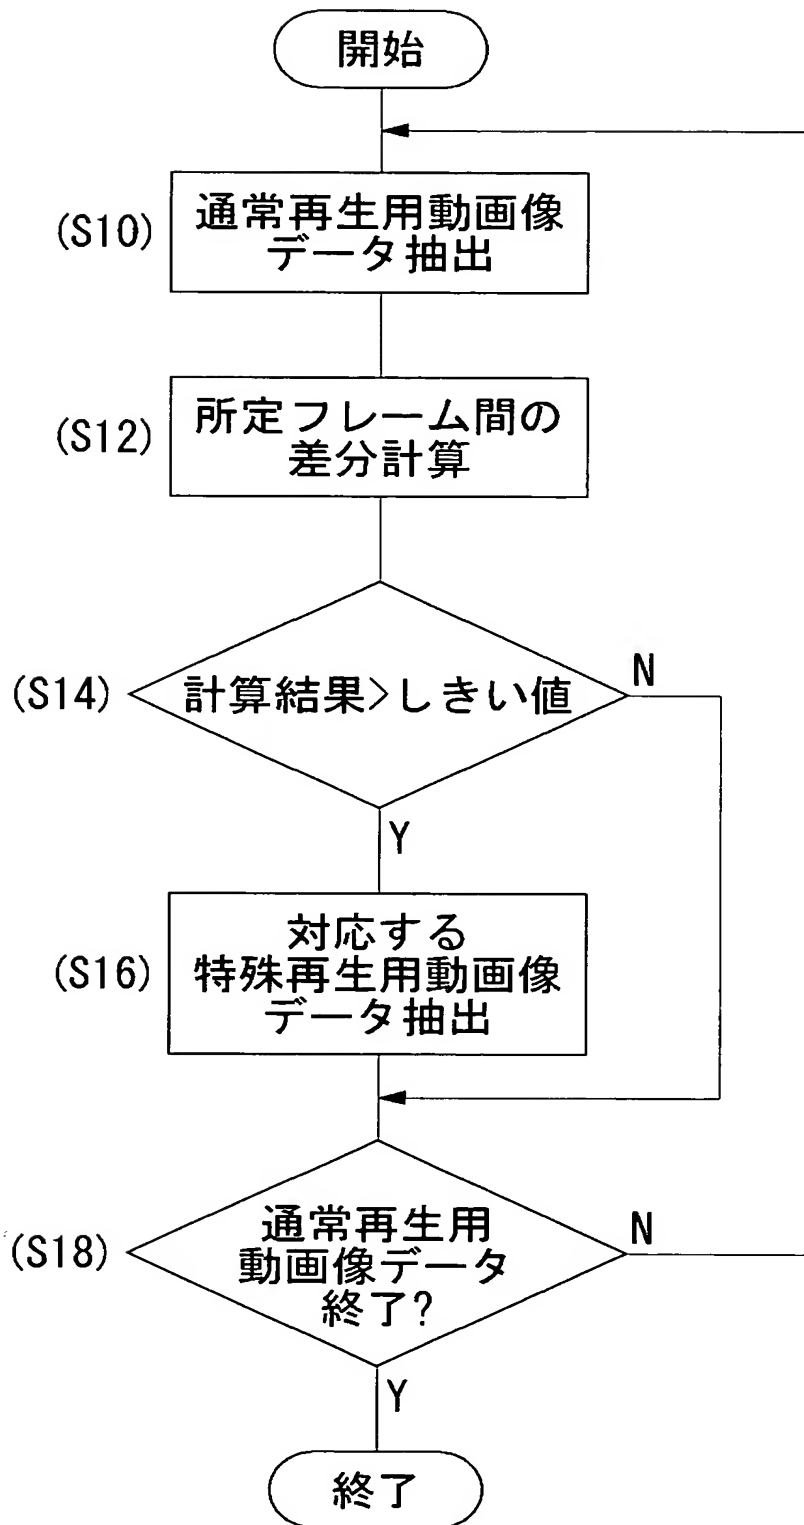 開始
(S10)
通常再生用動画像
データ抽出
(S12)
所定フレーム間の
差分計算
(S14)
計算結果>しきい値
N
Y
(S16)
対応する
特殊再生用動画像
データ抽出
(S18)
通常再生用
動画像データ
終了?
N
Y
終了